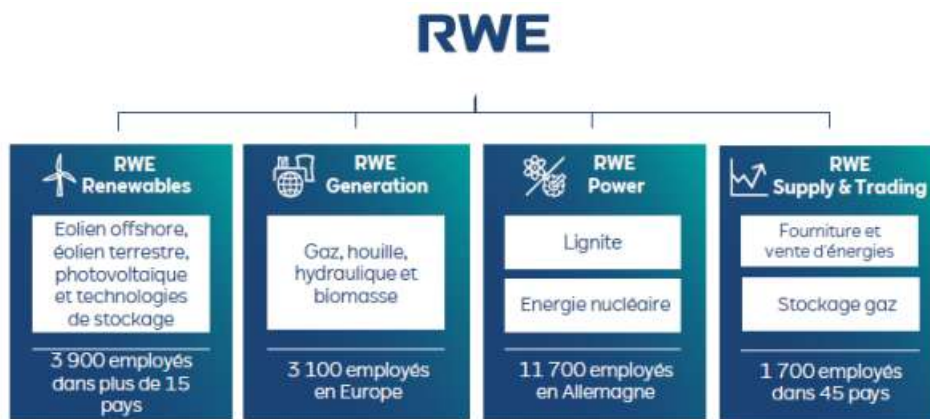 RWE
RWE
Renewables
Eolien offshore,
éolien terrestre,
photovoltaïque
et technologies
de stockage
3 900 employés
dans plus de 15
pays
RWE
Generation
Gaz, houille,
hydraulique et
biomasse
3 100 employés
en Europe
RWE
Power
Lignite
Energie nucléaire
11 700 employés
en Allemagne
RWE
Supply & Trading
Fourniture et
vente d'énergies
Stockage gaz
1 700 employés
dans 45 pays